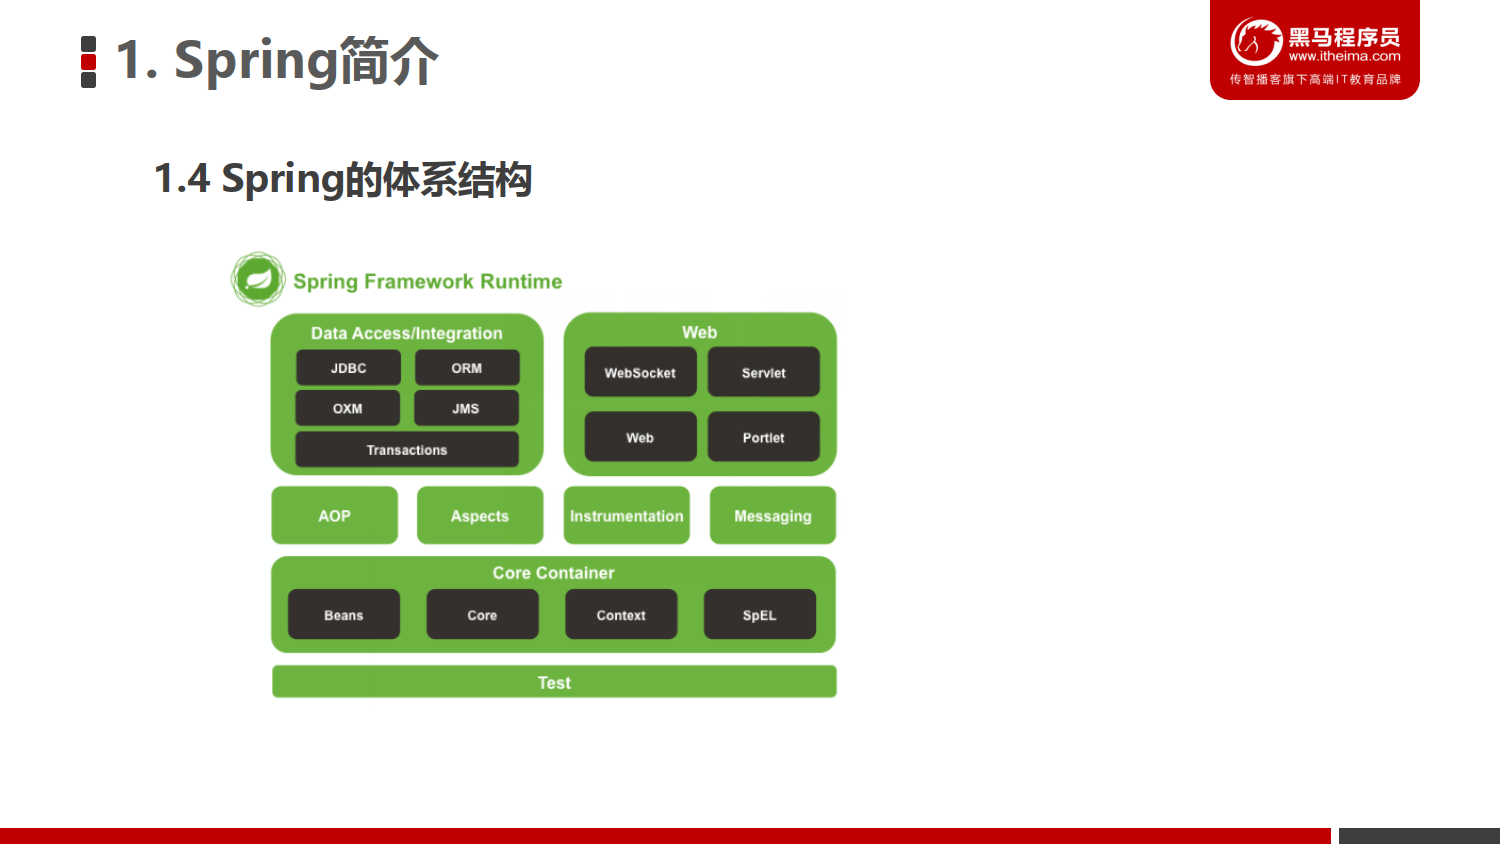 1. Spring简介
黑马程序员
www.itheima.com
传智播客旗下高端IT教育品牌
1.4 Spring的体系结构
Spring Framework Runtime
Data Access/Integration
JDBC
ORM
OXM
JMS
Transactions
Web
WebSocket
Servlet
Web
Portlet
AOP
Aspects
Instrumentation
Messaging
Core Container
Beans
Core
Context
SpEL
Test